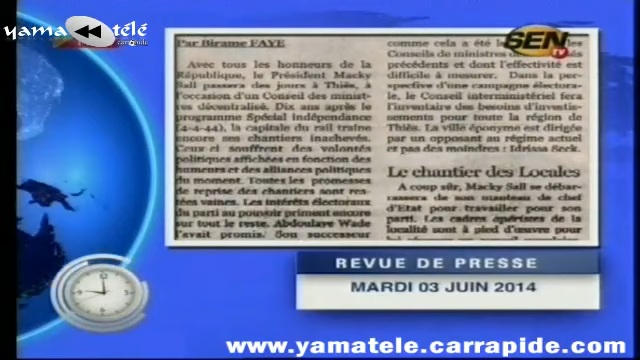 yamatélé
carrapide
SEN
TV
Par Birame FAYE
Avec tous les honneurs de la
République, le Président Macky
Sall passera des jours à Thiès, à
l'occasion d'un Conseil des minist-
res décentralisé. Dix ans après le
programme Spécial indépendance
(4-4-44), la capitale du rail traîne
encore ses chantiers inachevés.
Ceux-ci souffrent des volontés
politiques affichées en fonction des
humeurs et des alliances politiques
du moment. Toutes les promesses
de reprise des chantiers sont res-
tées vaines. Les intérêts électoraux
du parti au pouvoir priment encore
sur tout le reste. Abdoulaye Wade
l'avait promis. Son successeur
comme cela a été les
Conseils de ministres
précédents et dont l'effectivité est
difficile à mesurer. Dans la pers-
pective d'une campagne électora-
le, le Conseil interministériel fera
l'inventaire des besoins d'investis-
sements pour toute la région de
Thiès. La ville éponyme est dirigée
par un opposant au régime actuel
et pas des moindres : Idrissa Seck.
Le chantier des Locales
A coup sûr, Macky Sall se débar-
rassera de son manteau de chef
d'Etat pour travailler pour son
parti. Les cadres apéristes de la
localité sont à pied d'œuvre pour
REVUE DE PRESSE
MARDI 03 JUIN 2014
www.yamatele.carrapide.com